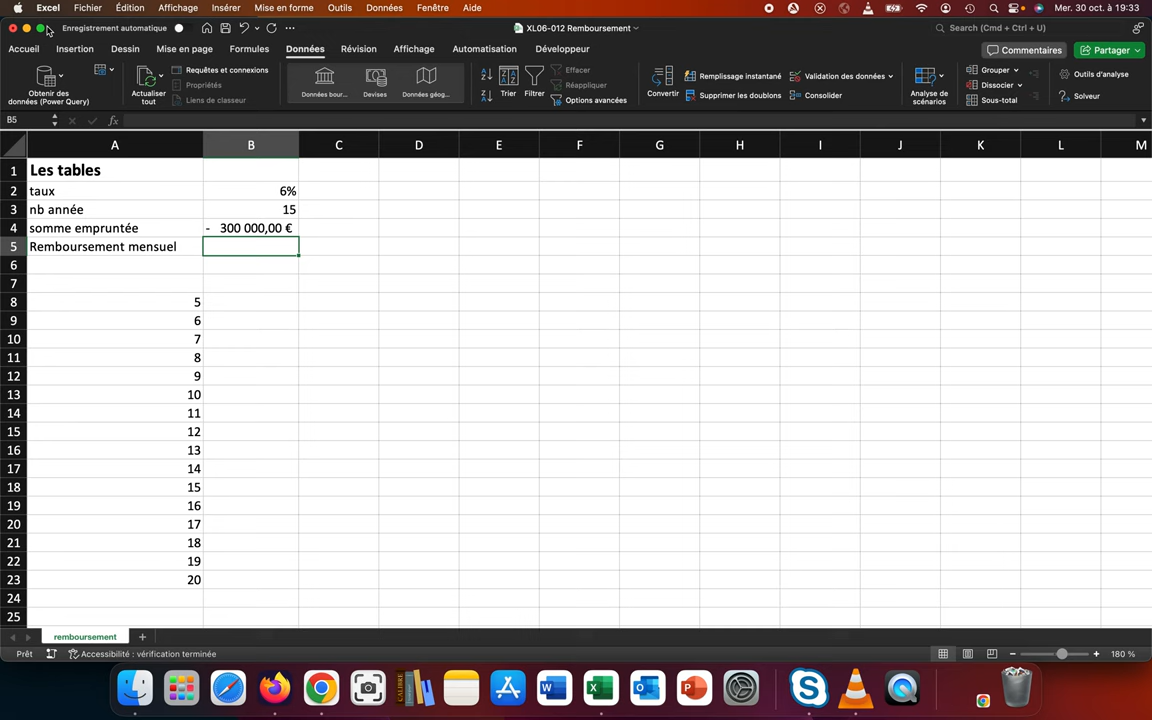 Excel Fichier Édition Affichage Insérer Mise en forme Outils Données Fenêtre Aide Mer. 30 oct. à 19:33
Enregistrement automatique XL06-012 Remboursement Search (Cmd + Ctrl + U)
Accueil Insertion Dessin Mise en page Formules Données Révision Affichage Automatisation Développeur Commentaires Partager
Obtenir des données (Power Query)
Actualiser tout
Requêtes et connexions
Propriétés
Liens de classeur
Données bour... Devises Données géog...
Trier Filtrer
Effacer
Réappliquer
Options avancées
Convertir
Remplissage instantané
Supprimer les doublons
Validation des données
Consolider
Analyse de scénarios
Grouper
Dissocier
Sous-total
Outils d'analyse
Solveur
B5 fx
A B C D E F G H I J K L M
1 Les tables
2 taux 6%
3 nb année 15
4 somme empruntée - 300 000,00 €
5 Remboursement mensuel
6
7
8 5
9 6
10 7
11 8
12 9
13 10
14 11
15 12
16 13
17 14
18 15
19 16
20 17
21 18
22 19
23 20
24
25
remboursement
Prêt Accessibilité : vérification terminée 180 %
CALIBRE